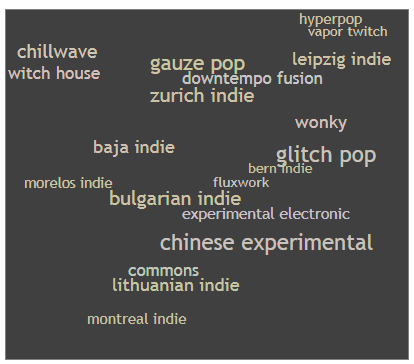 hyperpop
vapor twitch
chillwave
gauze pop
leipzig indie
witch house
downtempo fusion
zurich indie
wonky
baja indie
glitch pop
bern indie
morelos indie
fluxwork
bulgarian indie
experimental electronic
chinese experimental
commons
lithuanian indie
montreal indie